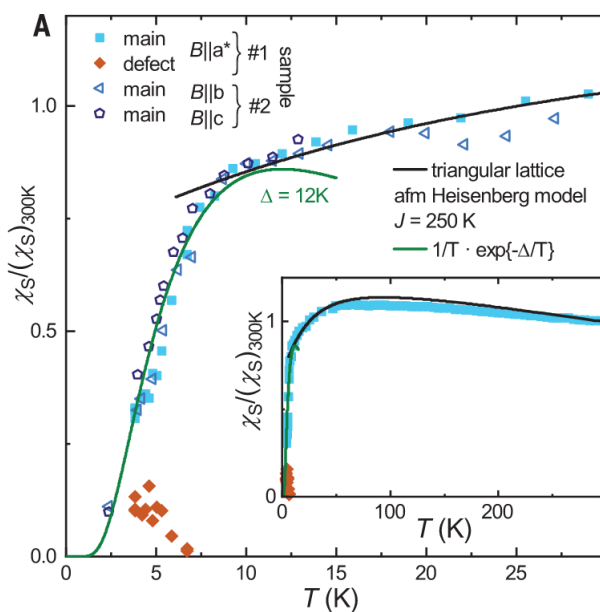 A
main
B||a* } #1
defect
main
B||b
main
B||c } #2
sample
Δ = 12K
triangular lattice
afm Heisenberg model
J = 250 K
1/T · exp{-Δ/T}
χS/(χS)300K
1.0
0.5
0.0
0 5 10 15 20 25
T (K)
χS/(χS)300K
1
0
0 100 200
T (K)